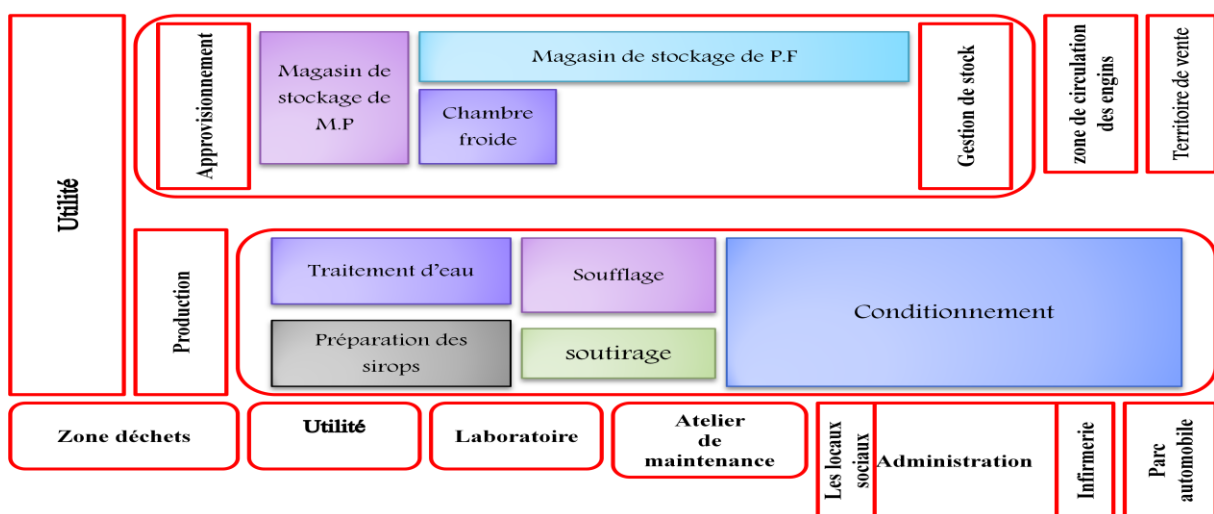 Utilité
Approvisionnement
Magasin de
stockage de
M.P
Magasin de stockage de P.F
Chambre
froide
Gestion de stock
zone de circulation
des engins
Territoire de vente
Production
Traitement d'eau
Soufflage
Conditionnement
Préparation des
sirops
soutirage
Zone déchets
Utilité
Laboratoire
Atelier
de
maintenance
Les locaux
sociaux
Administration
Infirmerie
Parc
automobile